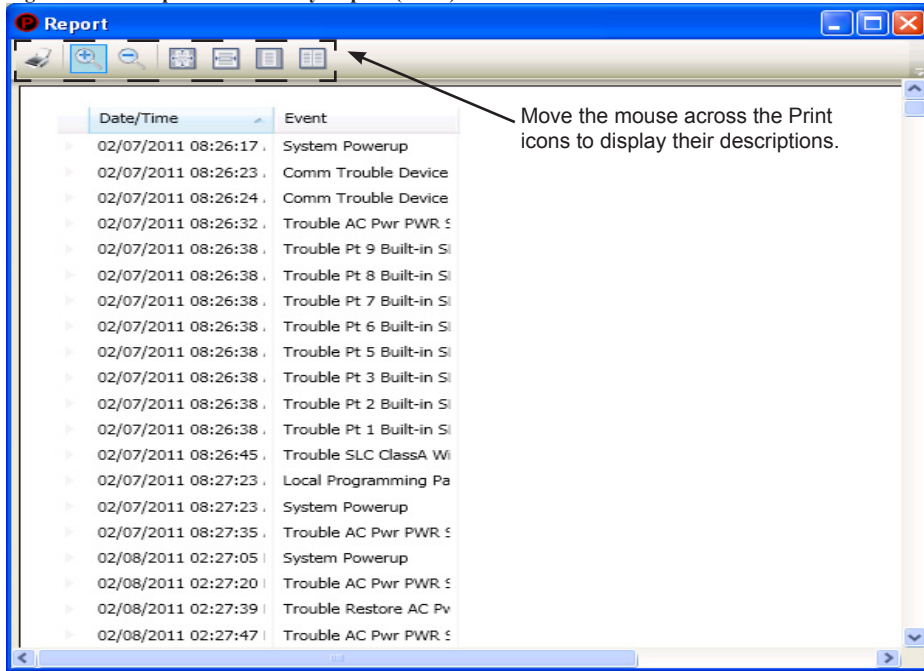 Report
Move the mouse across the Print
icons to display their descriptions.
Date/Time Event
02/07/2011 08:26:17 System Powerup
02/07/2011 08:26:23 Comm Trouble Device
02/07/2011 08:26:24 Comm Trouble Device
02/07/2011 08:26:32 Trouble AC Pwr PWR
02/07/2011 08:26:38 Trouble Pt 9 Built-in
02/07/2011 08:26:38 Trouble Pt 8 Built-in
02/07/2011 08:26:38 Trouble Pt 7 Built-in
02/07/2011 08:26:38 Trouble Pt 6 Built-in
02/07/2011 08:26:38 Trouble Pt 5 Built-in
02/07/2011 08:26:38 Trouble Pt 3 Built-in
02/07/2011 08:26:38 Trouble Pt 2 Built-in
02/07/2011 08:26:38 Trouble Pt 1 Built-in
02/07/2011 08:26:45 Trouble SLC ClassA Wi
02/07/2011 08:27:23 Local Programming Pa
02/07/2011 08:27:23 System Powerup
02/07/2011 08:27:35 Trouble AC Pwr PWR
02/08/2011 02:27:05 System Powerup
02/08/2011 02:27:20 Trouble AC Pwr PWR
02/08/2011 02:27:39 Trouble Restore AC
02/08/2011 02:27:47 Trouble AC Pwr PWR